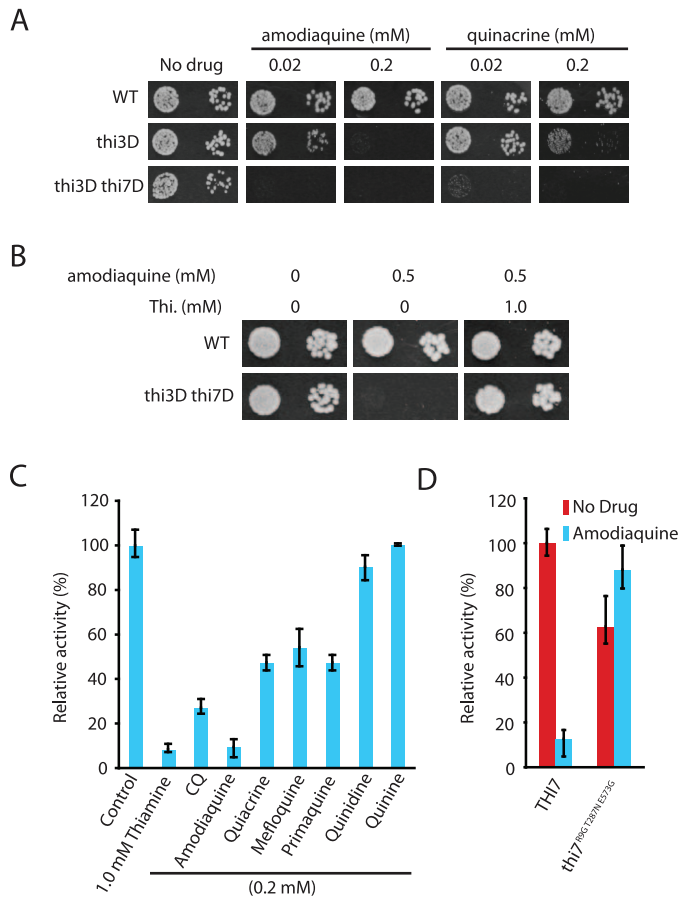 A
amodiaquine (mM)
quinacrine (mM)
No drug
0.02
0.2
0.02
0.2
WT
thi3D
thi3D thi7D
B
amodiaquine (mM)
0
0.5
0.5
Thi. (mM)
0
0
1.0
WT
thi3D thi7D
C
Relative activity (%)
120
100
80
60
40
20
0
Control
1.0 mM Thiamine
CQ
Amodiaquine
Quiacrine
Mefloquine
Primaquine
Quinidine
Quinine
(0.2 mM)
D
No Drug
Amodiaquine
Relative activity (%)
120
100
80
60
40
20
0
THI7
thi7 R9G T287N E573G